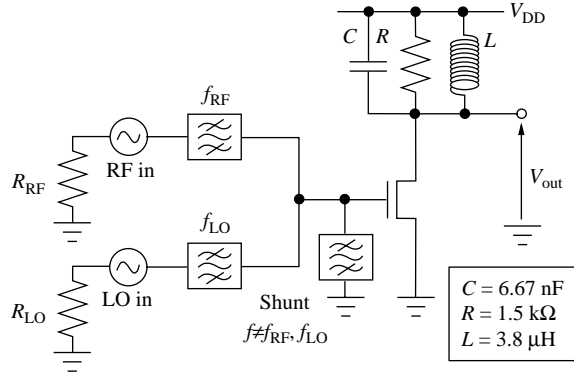 V_DD
C R L
f_RF
RF in
R_RF
V_out
f_LO
LO in
R_LO
Shunt
f≠f_RF, f_LO
C = 6.67 nF
R = 1.5 kΩ
L = 3.8 μH